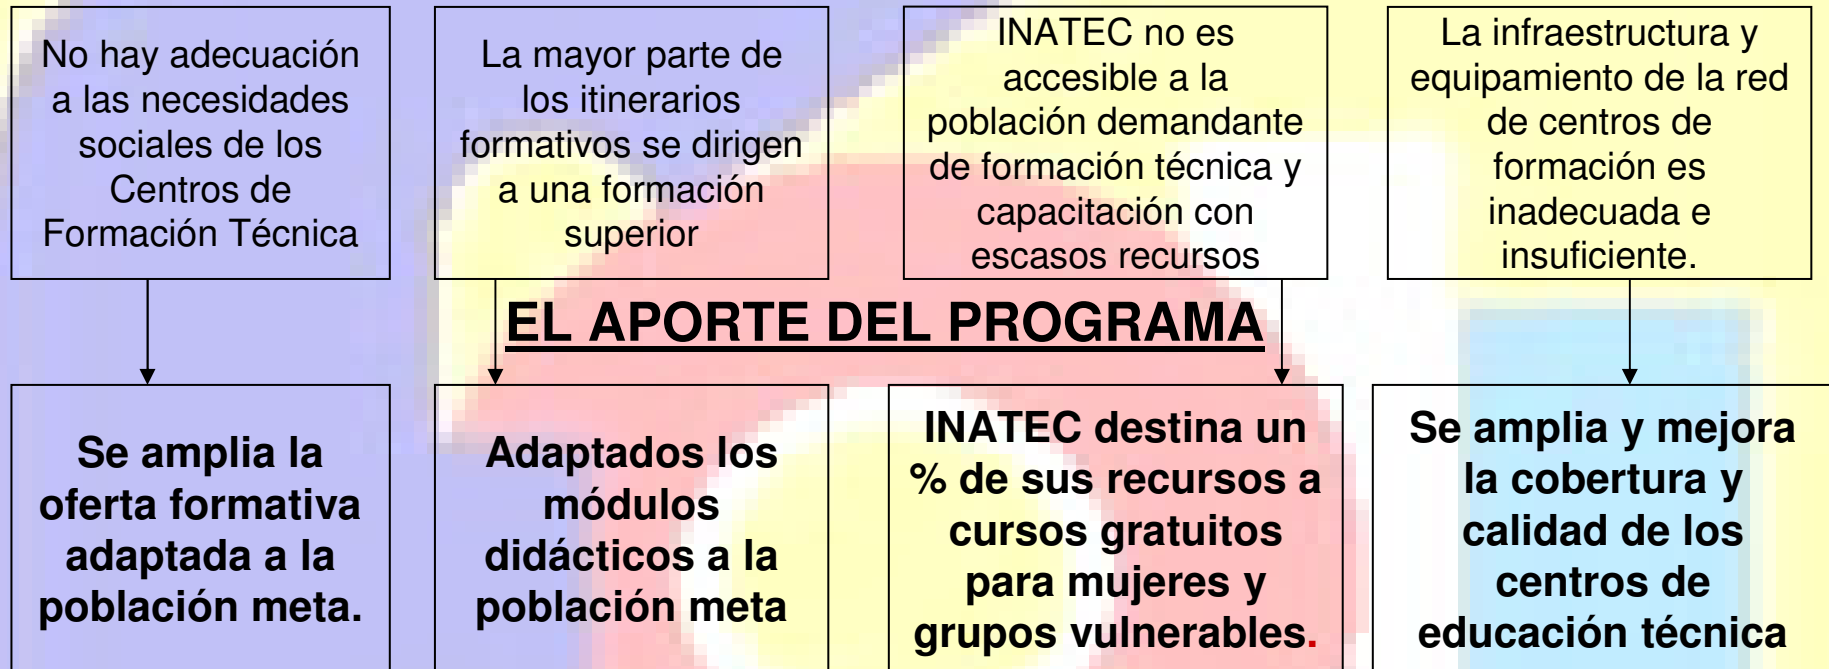 No hay adecuación
a las necesidades
sociales de los
Centros de
Formación Técnica
La mayor parte de
los itinerarios
formativos se dirigen
a una formación
superior
INATEC no es
accesible a la
población demandante
de formación técnica y
capacitación con
escasos recursos
La infraestructura y
equipamiento de la red
de centros de
formación es
inadecuada e
insuficiente.
EL APORTE DEL PROGRAMA
Se amplia la
oferta formativa
adaptada a la
población meta.
Adaptados los
módulos
didácticos a la
población meta
INATEC destina un
% de sus recursos a
cursos gratuitos
para mujeres y
grupos vulnerables.
Se amplia y mejora
la cobertura y
calidad de los
centros de
educación técnica